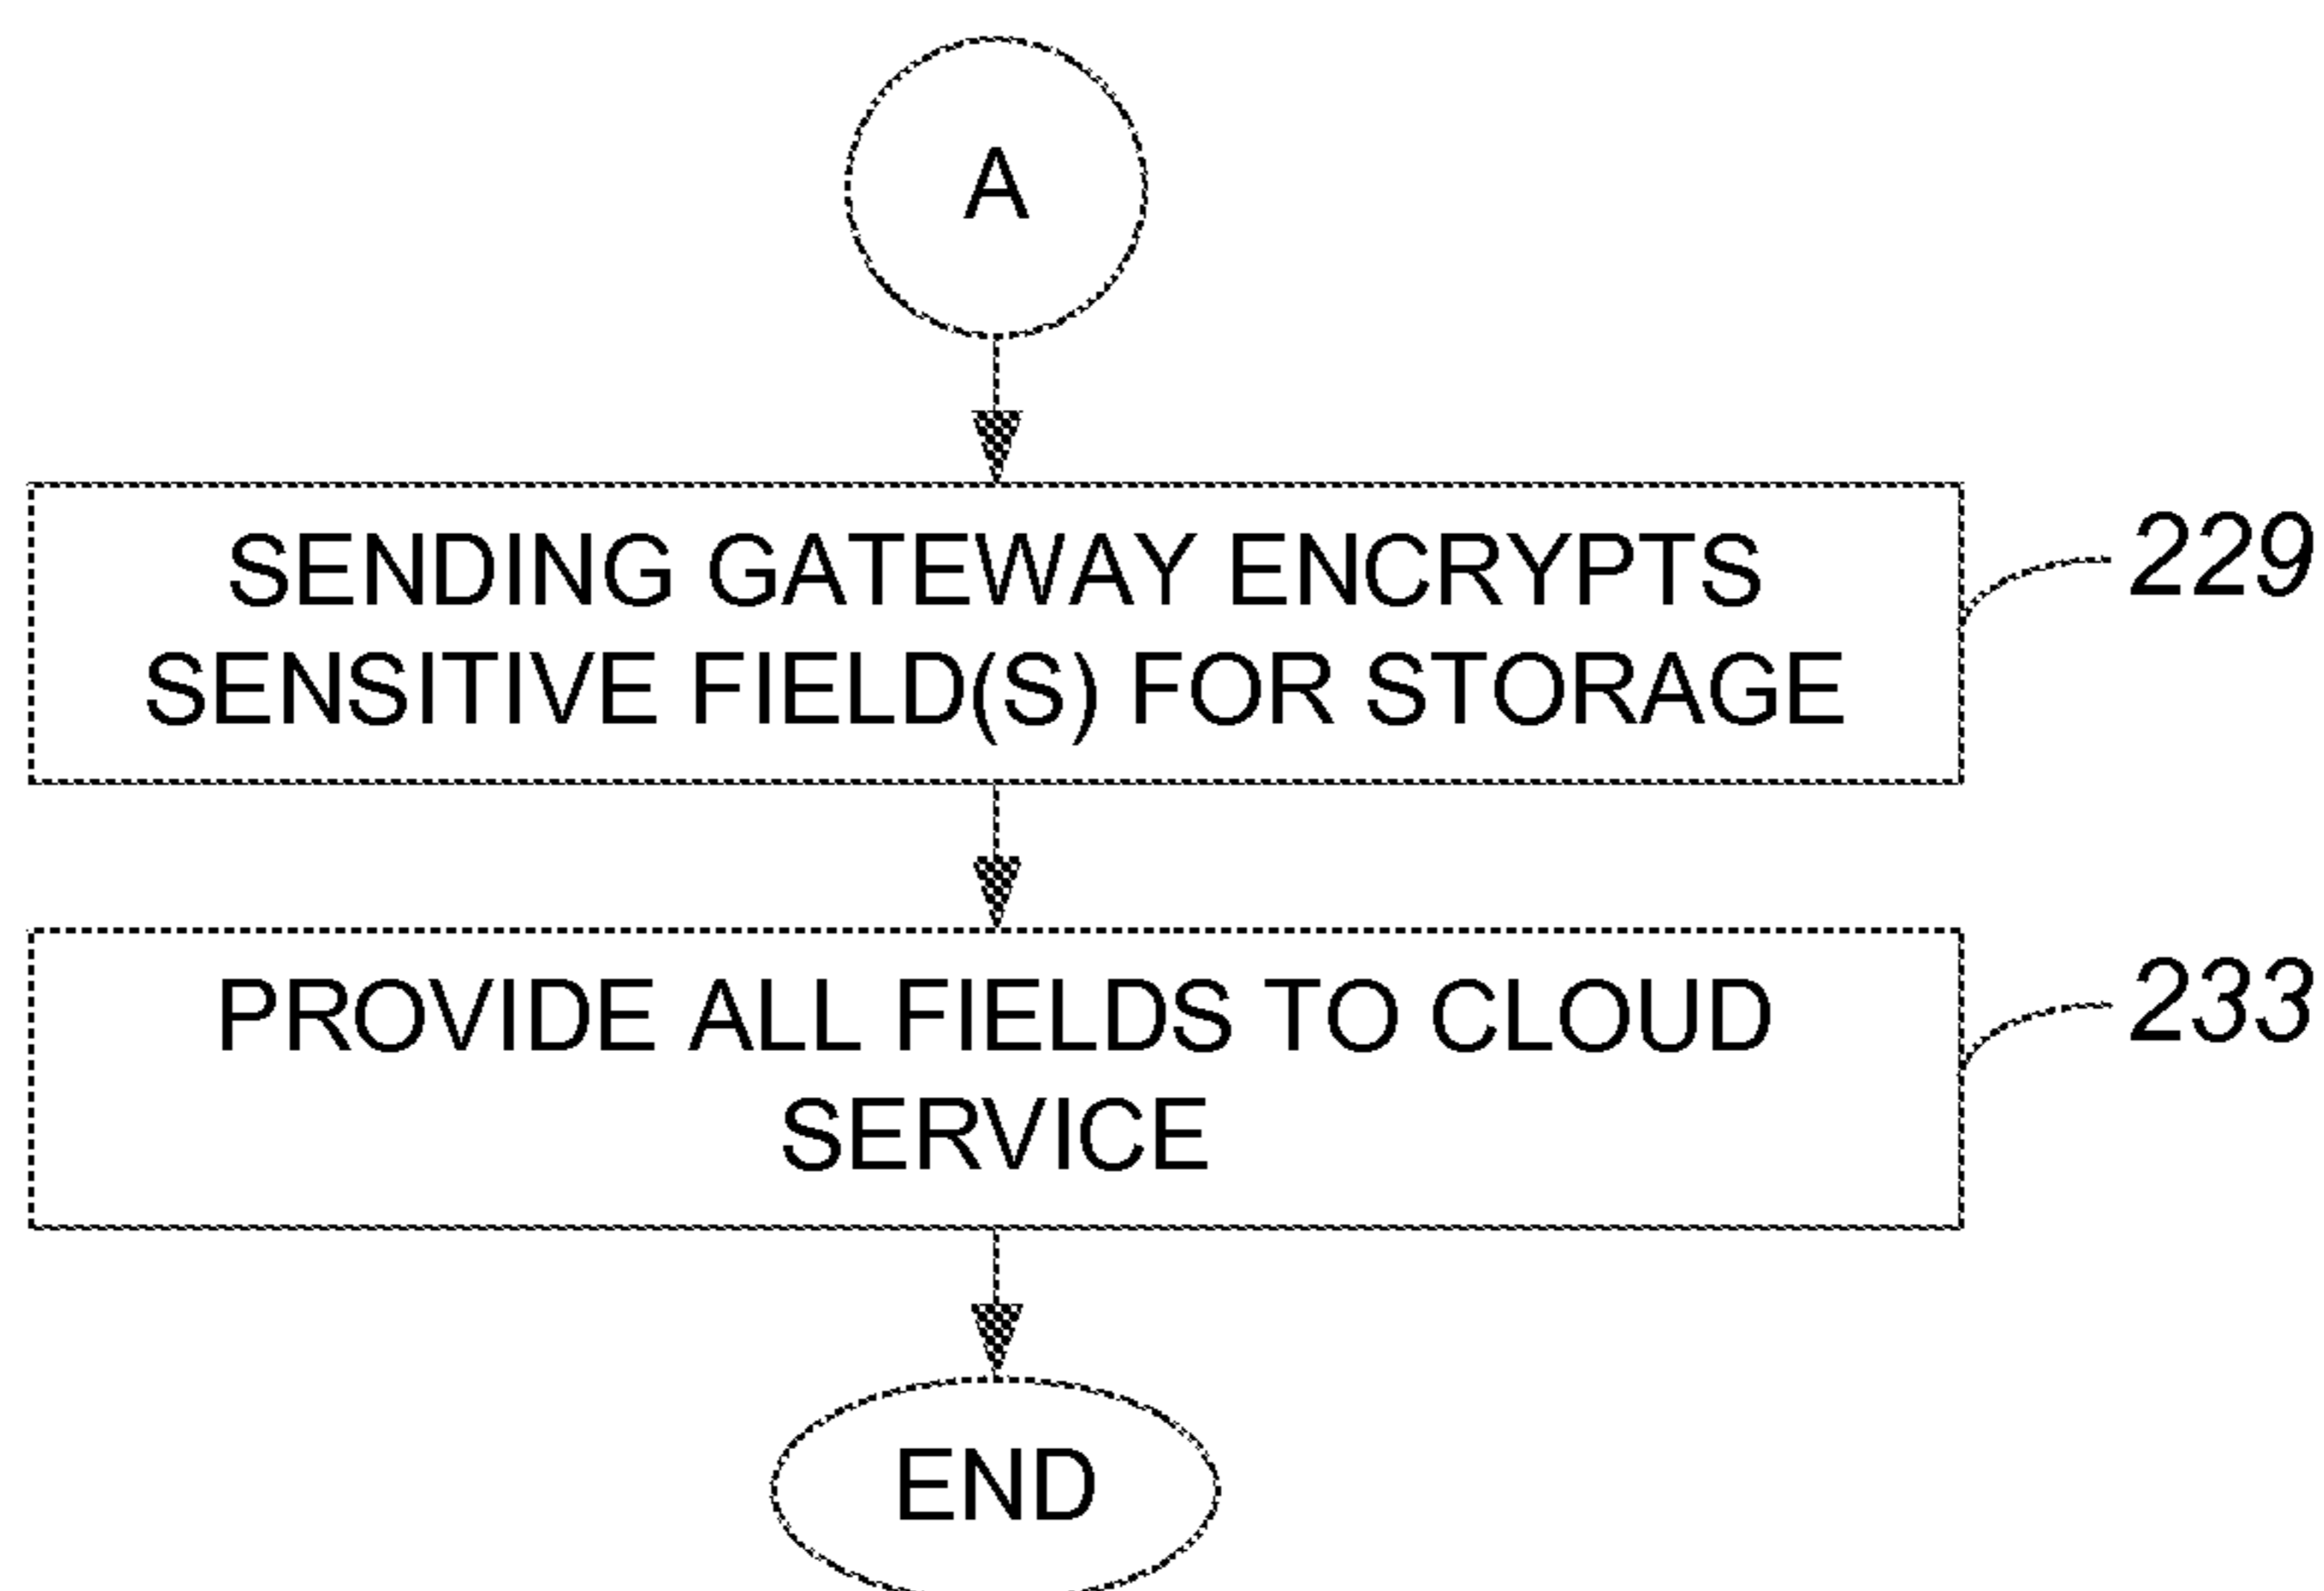 A
SENDING GATEWAY ENCRYPTS
SENSITIVE FIELD(S) FOR STORAGE
229
PROVIDE ALL FIELDS TO CLOUD
SERVICE
233
END